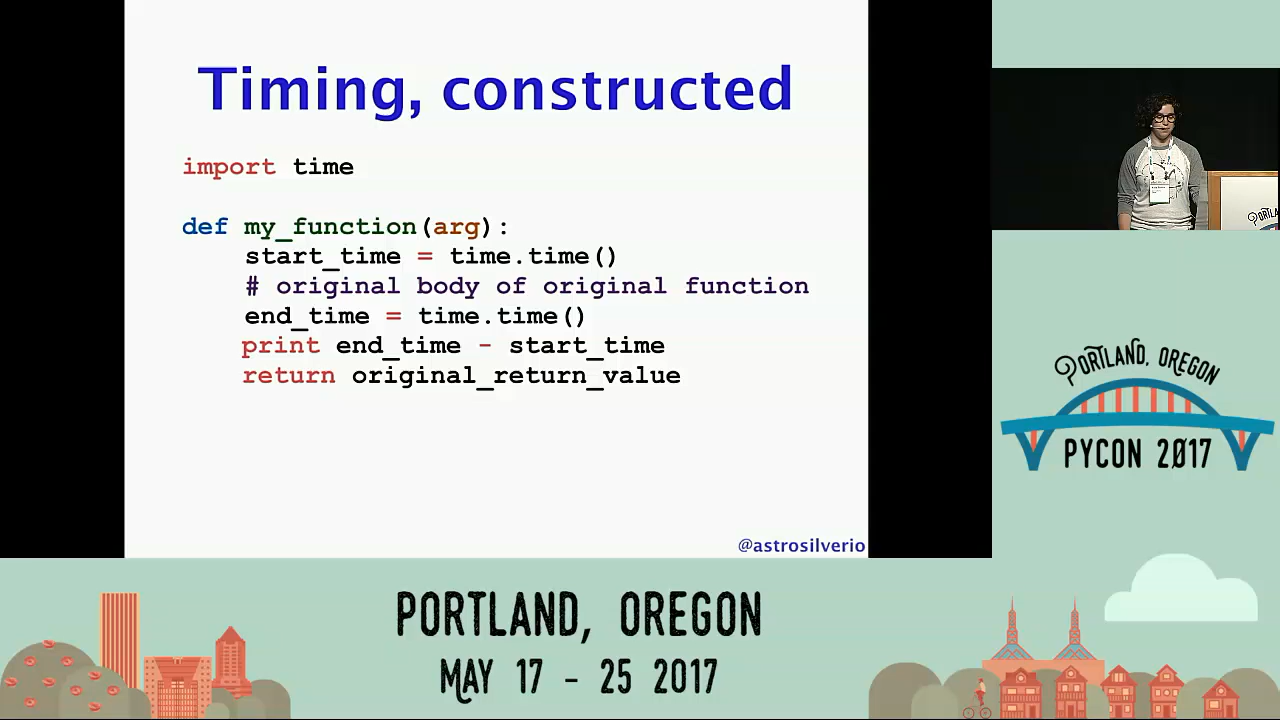 Timing, constructed
import time
def my_function(arg):
    start_time = time.time()
    # original body of original function
    end_time = time.time()
    print end_time - start_time
    return original_return_value
@astrosilverio
PORTLAND, OREGON
PYCON 2017
PORTLAND, OREGON
MAY 17 - 25 2017